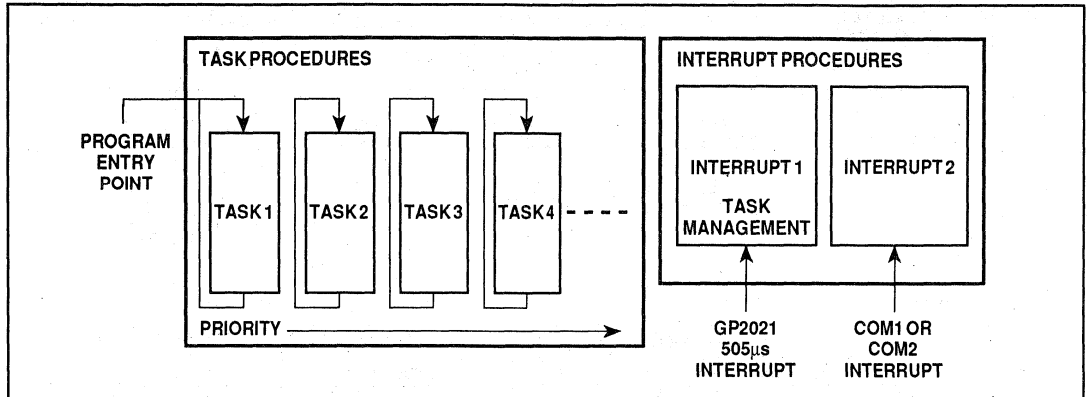 TASK PROCEDURES
PROGRAM
ENTRY
POINT
TASK 1
TASK 2
TASK 3
TASK 4
PRIORITY
INTERRUPT PROCEDURES
INTERRUPT 1
TASK
MANAGEMENT
INTERRUPT 2
GP2021
505µs
INTERRUPT
COM1 OR
COM2
INTERRUPT